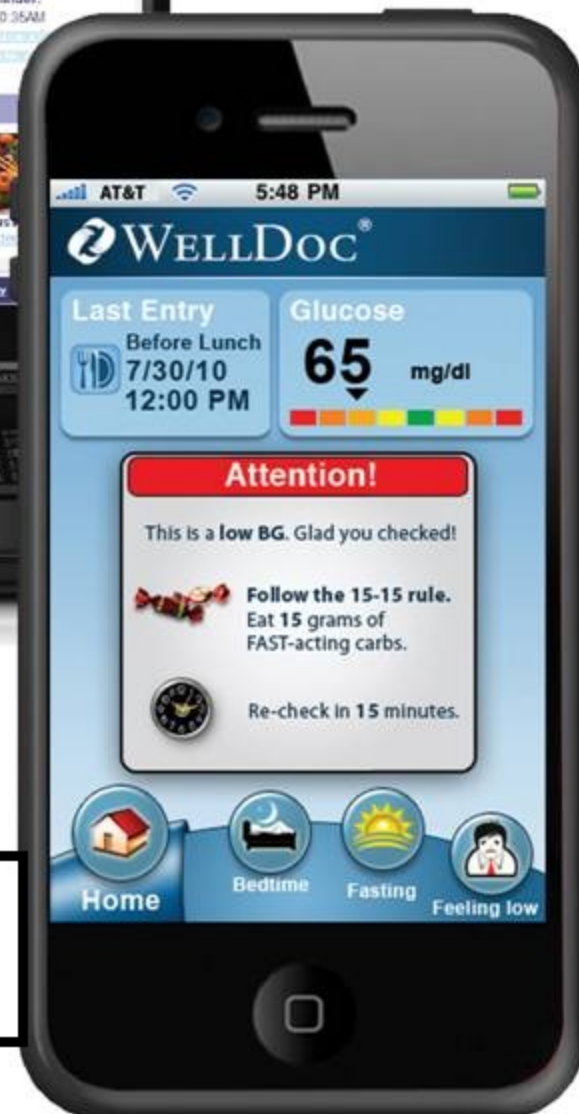 0:35AM
AT&T 5:48 PM
WELLDOC®
Last Entry
Before Lunch
7/30/10
12:00 PM
Glucose
65 mg/dl
Attention!
This is a low BG. Glad you checked!
Follow the 15-15 rule.
Eat 15 grams of
FAST-acting carbs.
Re-check in 15 minutes.
Home
Bedtime
Fasting
Feeling low